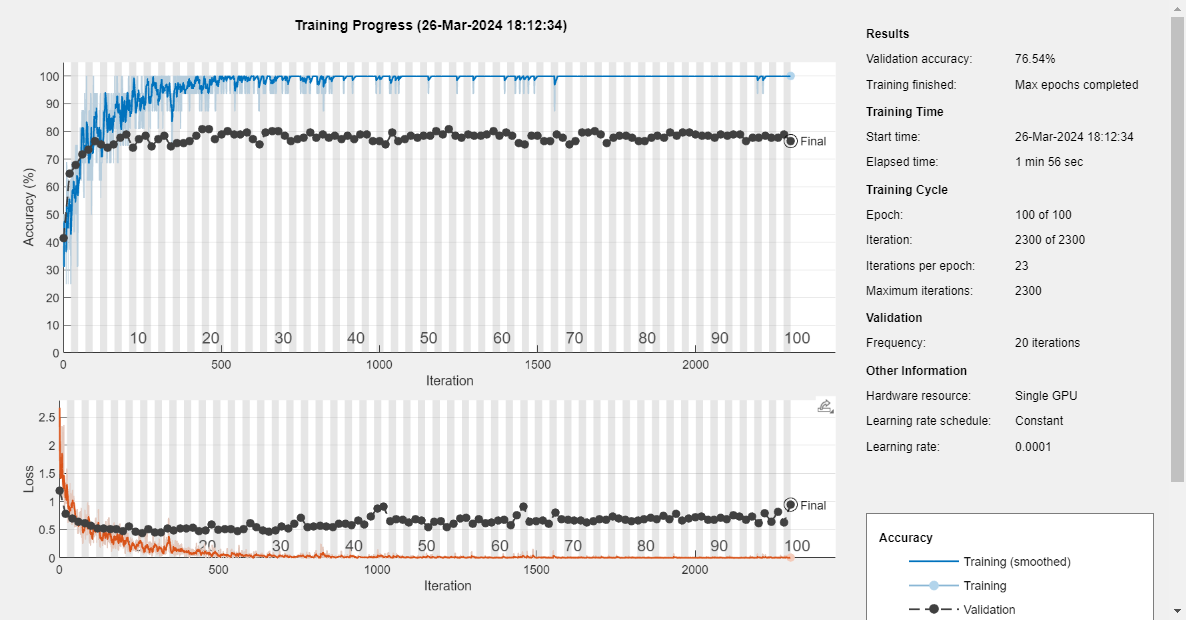 Training Progress (26-Mar-2024 18:12:34)
100
90
80
70
60
50
40
30
20
10
0
Accuracy (%)
Final
10 20 30 40 50 60 70 80 90 100
0 500 1000 1500 2000
Iteration
2.5
2
1.5
1
0.5
0
Loss
Final
20 30 40 50 60 70 80 90 100
0 500 1000 1500 2000
Iteration
Results
Validation accuracy: 76.54%
Training finished: Max epochs completed
Training Time
Start time: 26-Mar-2024 18:12:34
Elapsed time: 1 min 56 sec
Training Cycle
Epoch: 100 of 100
Iteration: 2300 of 2300
Iterations per epoch: 23
Maximum iterations: 2300
Validation
Frequency: 20 iterations
Other Information
Hardware resource: Single GPU
Learning rate schedule: Constant
Learning rate: 0.0001
Accuracy
Training (smoothed)
Training
Validation